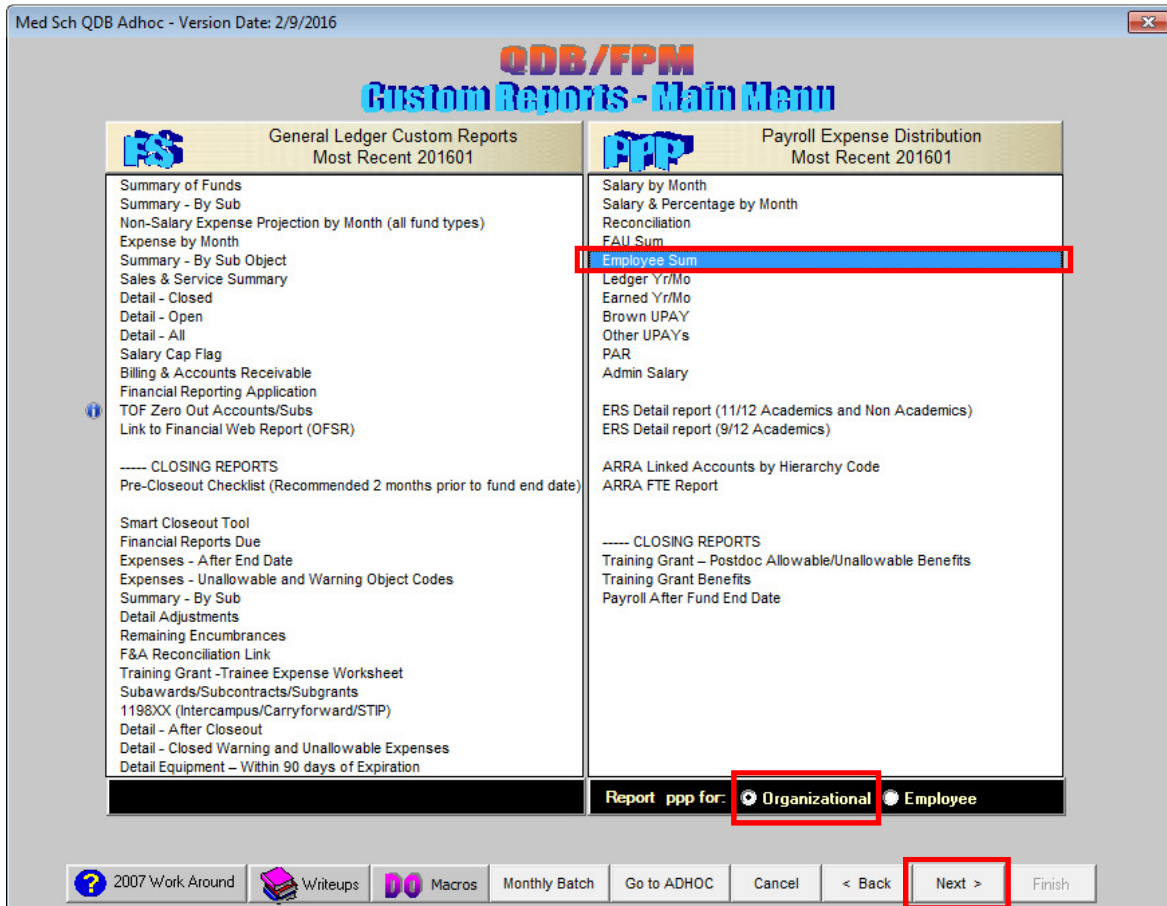 Med Sch QDB Adhoc - Version Date: 2/9/2016
QDB/FPM
Custom Reports - Main Menu
FS
General Ledger Custom Reports
Most Recent 201601
Summary of Funds
Summary - By Sub
Non-Salary Expense Projection by Month (all fund types)
Expense by Month
Summary - By Sub Object
Sales & Service Summary
Detail - Closed
Detail - Open
Detail - All
Salary Cap Flag
Billing & Accounts Receivable
Financial Reporting Application
TOF Zero Out Accounts/Subs
Link to Financial Web Report (OFSR)
----- CLOSING REPORTS
Pre-Closeout Checklist (Recommended 2 months prior to fund end date)
Smart Closeout Tool
Financial Reports Due
Expenses - After End Date
Expenses - Unallowable and Warning Object Codes
Summary - By Sub
Detail Adjustments
Remaining Encumbrances
F&A Reconciliation Link
Training Grant -Trainee Expense Worksheet
Subawards/Subcontracts/Subgrants
1198XX (Intercampus/Carryforward/STIP)
Detail - After Closeout
Detail - Closed Warning and Unallowable Expenses
Detail Equipment – Within 90 days of Expiration
PPP
Payroll Expense Distribution
Most Recent 201601
Salary by Month
Salary & Percentage by Month
Reconciliation
FAU Sum
Employee Sum
Ledger Yr/Mo
Earned Yr/Mo
Brown UPAY
Other UPAYs
PAR
Admin Salary
ERS Detail report (11/12 Academics and Non Academics)
ERS Detail report (9/12 Academics)
ARRA Linked Accounts by Hierarchy Code
ARRA FTE Report
----- CLOSING REPORTS
Training Grant – Postdoc Allowable/Unallowable Benefits
Training Grant Benefits
Payroll After Fund End Date
Report ppp for: Organizational Employee
? 2007 Work Around Writeups DO Macros Monthly Batch Go to ADHOC Cancel < Back Next > Finish